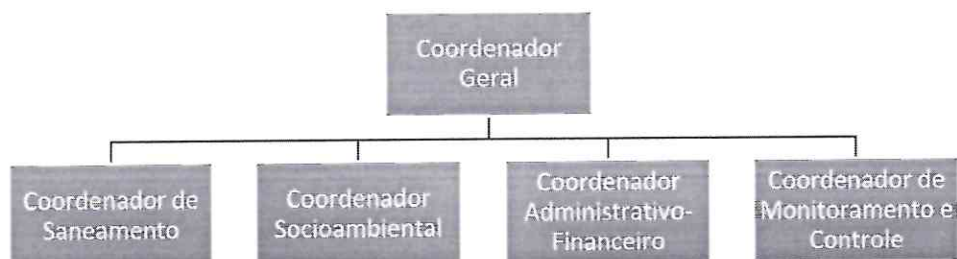 Coordenador
Geral
Coordenador de
Saneamento
Coordenador
Socioambiental
Coordenador
Administrativo-
Financeiro
Coordenador de
Monitoramento e
Controle